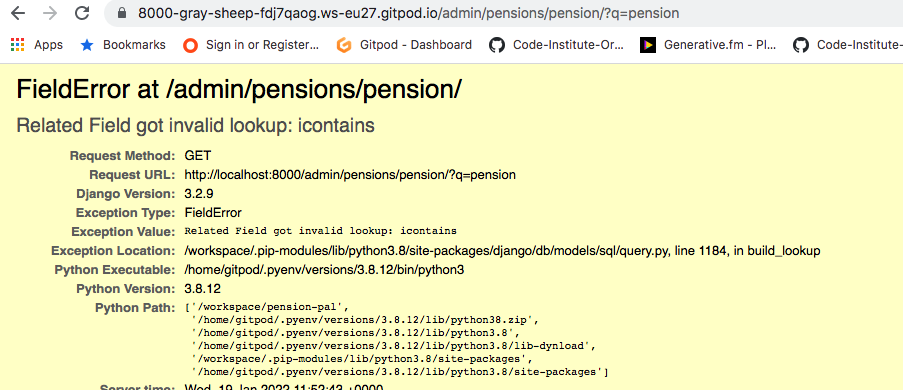 8000-gray-sheep-fdj7qaog.ws-eu27.gitpod.io/admin/pensions/pension/?q=pension
Apps ABC Sign in or Register... Gitpod - Dashboard Code-Institute-Or... Generative.fm - Pl... Code-Institute-
FieldError at /admin/pensions/pension/
Related Field got invalid lookup: icontains
Request Method: GET
Request URL: http://localhost:8000/admin/pensions/pension/?q=pension
Django Version: 3.2.9
Exception Type: FieldError
Exception Value: Related Field got invalid lookup: icontains
Exception Location: /workspace/.pip-modules/lib/python3.8/site-packages/django/db/models/sql/query.py, line 1184, in build_lookup
Python Executable: /home/gitpod/.pyenv/versions/3.8.12/bin/python3
Python Version: 3.8.12
Python Path: ['/workspace/pension-pal',
'/home/gitpod/.pyenv/versions/3.8.12/lib/python38.zip',
'/home/gitpod/.pyenv/versions/3.8.12/lib/python3.8',
'/home/gitpod/.pyenv/versions/3.8.12/lib/python3.8/lib-dynload',
'/workspace/.pip-modules/lib/python3.8/site-packages',
'/home/gitpod/.pyenv/versions/3.8.12/lib/python3.8/site-packages']
Server time: Wed, 19 Jan 2022 11:52:43 +0000